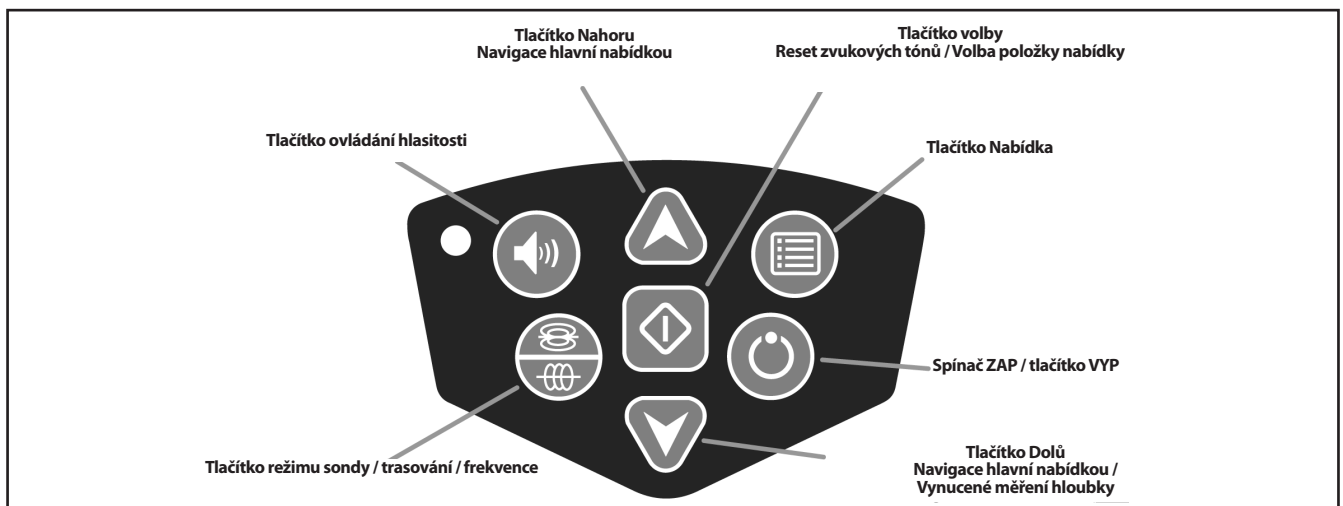 Tlačítko Nahoru
Navigace hlavní nabídkou
Tlačítko volby
Reset zvukových tónů / Volba položky nabídky
Tlačítko ovládání hlasitosti
Tlačítko Nabídka
Spínač ZAP / tlačítko VYP
Tlačítko režimu sondy / trasování / frekvence
Tlačítko Dolů
Navigace hlavní nabídkou /
Vynucené měření hloubky